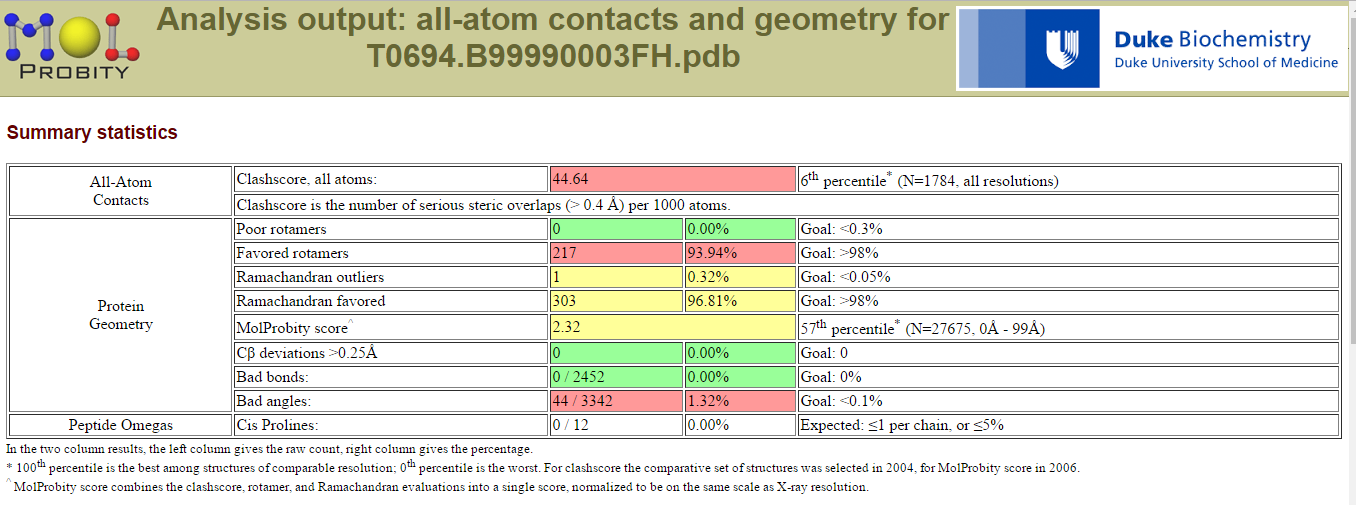 MOL
PROBITY
Analysis output: all-atom contacts and geometry for
T0694.B99990003FH.pdb
Duke Biochemistry
Duke University School of Medicine
Summary statistics
All-Atom
Contacts
Clashscore, all atoms: 44.64 6th percentile* (N=1784, all resolutions)
Clashscore is the number of serious steric overlaps (> 0.4 Å) per 1000 atoms.
Protein
Geometry
Poor rotamers 0 0.00% Goal: <0.3%
Favored rotamers 217 93.94% Goal: >98%
Ramachandran outliers 1 0.32% Goal: <0.05%
Ramachandran favored 303 96.81% Goal: >98%
MolProbity score^ 2.32 57th percentile* (N=27675, 0Å - 99Å)
Cβ deviations >0.25Å 0 0.00% Goal: 0
Bad bonds: 0 / 2452 0.00% Goal: 0%
Bad angles: 44 / 3342 1.32% Goal: <0.1%
Peptide Omegas Cis Prolines: 0 / 12 0.00% Expected: ≤1 per chain, or ≤5%
In the two column results, the left column gives the raw count, right column gives the percentage.
* 100th percentile is the best among structures of comparable resolution; 0th percentile is the worst. For clashscore the comparative set of structures was selected in 2004, for MolProbity score in 2006.
^ MolProbity score combines the clashscore, rotamer, and Ramachandran evaluations into a single score, normalized to be on the same scale as X-ray resolution.